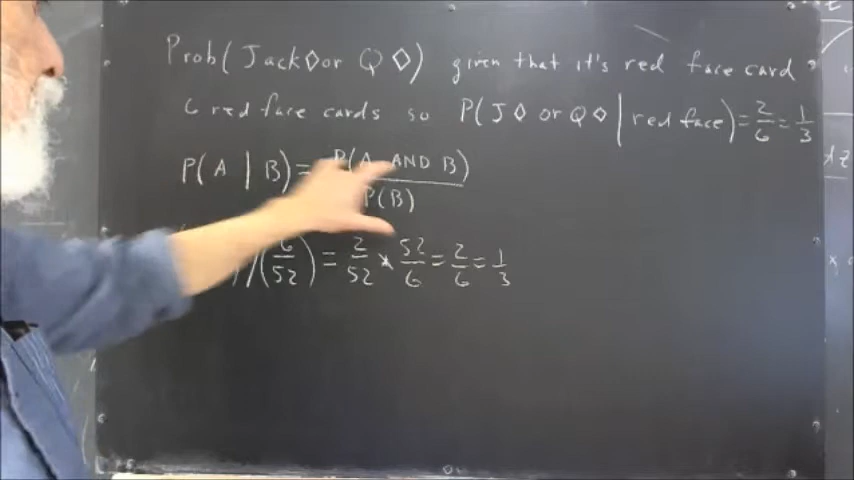 Prob(Jack◇ or Q◇) given that it's red face card
6 red face cards so P(J◇ or Q◇ | red face) = 2/6 = 1/3
P(A | B) = P(A AND B) / P(B)
)/(6/52) = 2/52 * 52/6 = 2/6 = 1/3